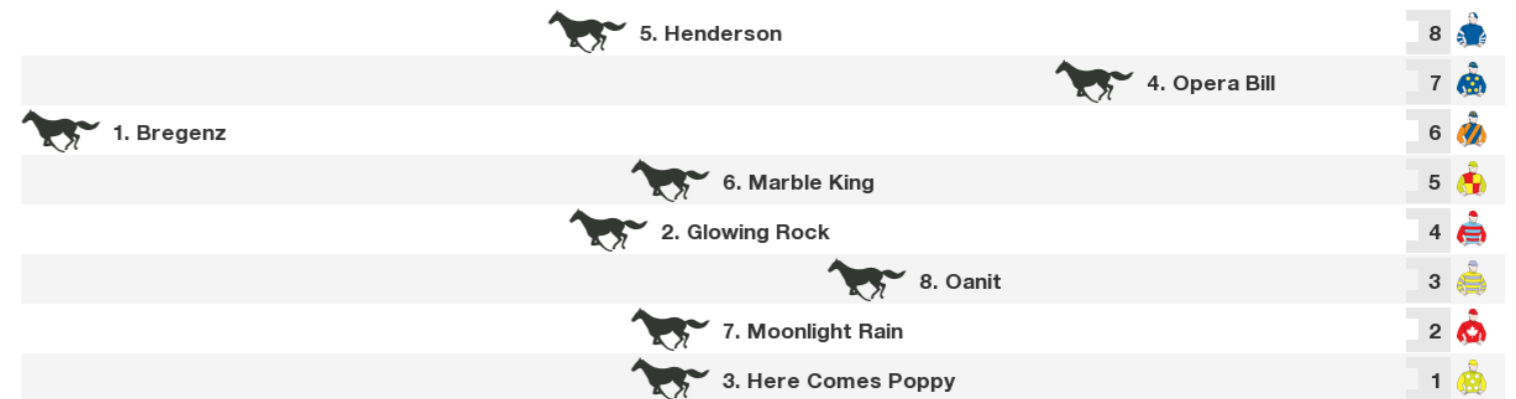 5. Henderson 8
4. Opera Bill 7
1. Bregenz 6
6. Marble King 5
2. Glowing Rock 4
8. Oanit 3
7. Moonlight Rain 2
3. Here Comes Poppy 1